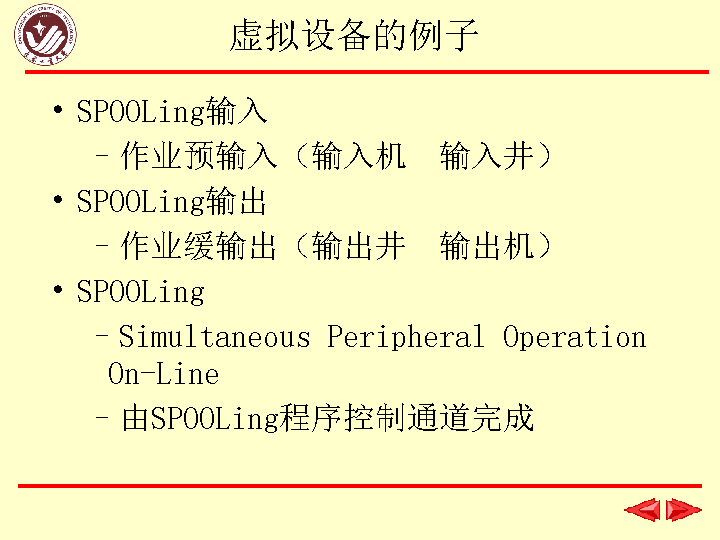 虚拟设备的例子
• SPOOLing输入
–作业预输入（输入机　输入井）
• SPOOLing输出
–作业缓输出（输出井　输出机）
• SPOOLing
–Simultaneous Peripheral Operation
On-Line
–由SPOOLing程序控制通道完成